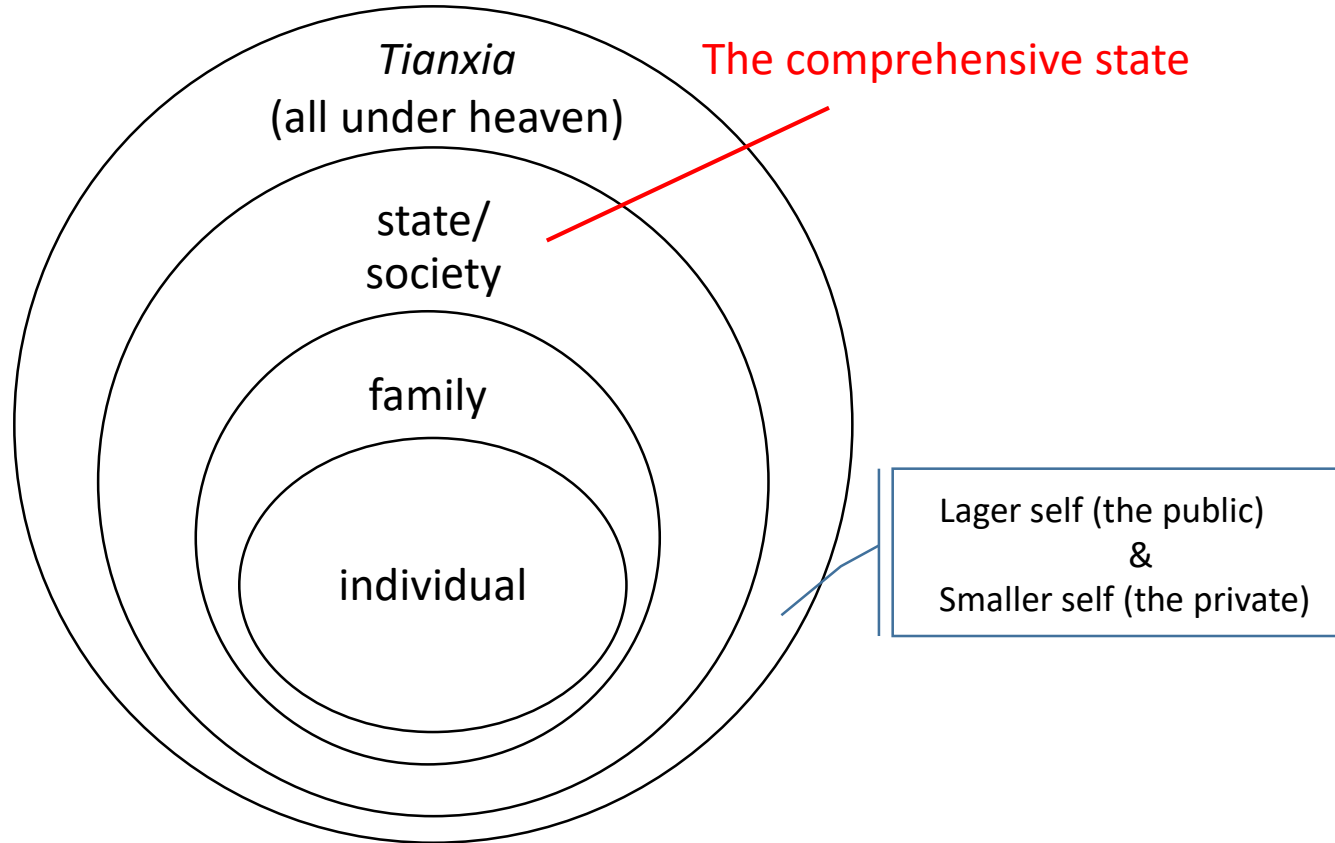 Tianxia
(all under heaven)
The comprehensive state
state/
society
family
individual
Lager self (the public)
&
Smaller self (the private)